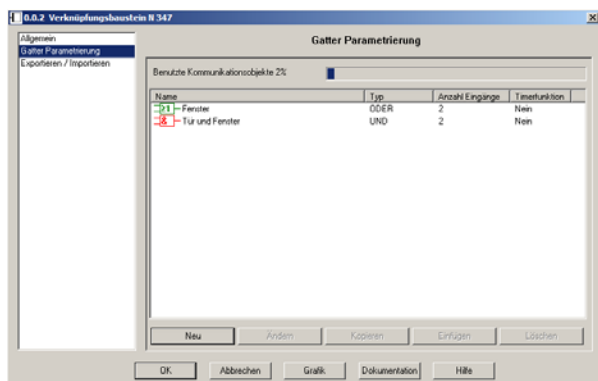 0.0.2 Verknüpfungsbaustein N 347
Allgemein
Gatter Parametrierung
Exportieren / Importieren
Gatter Parametrierung
Benutzte Kommunikationsobjekte 2%
Name Typ Anzahl Eingänge Timerfunktion
≥1 Fenster ODER 2 Nein
& Tür und Fenster UND 2 Nein
Neu Ändern Kopieren Einfügen Löschen
OK Abbrechen Grafik Dokumentation Hilfe